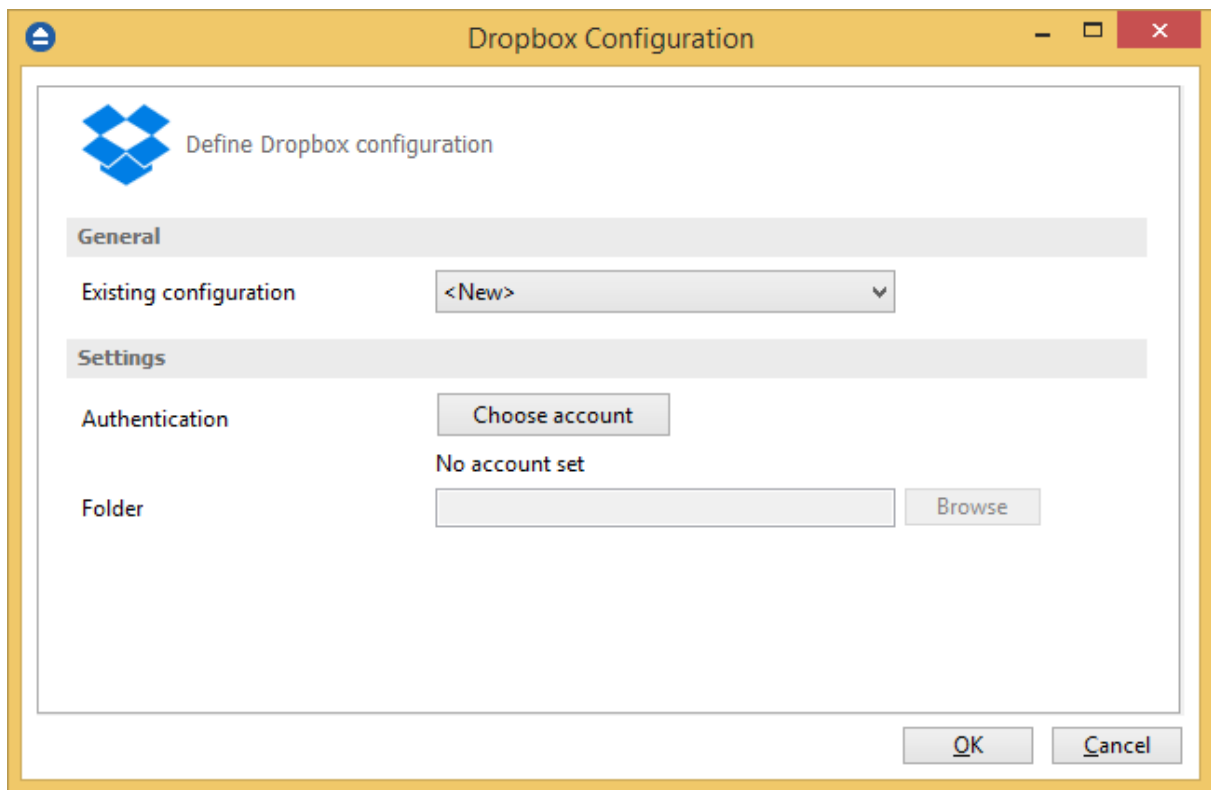 Dropbox Configuration
Define Dropbox configuration
General
Existing configuration <New>
Settings
Authentication Choose account
No account set
Folder Browse
OK Cancel